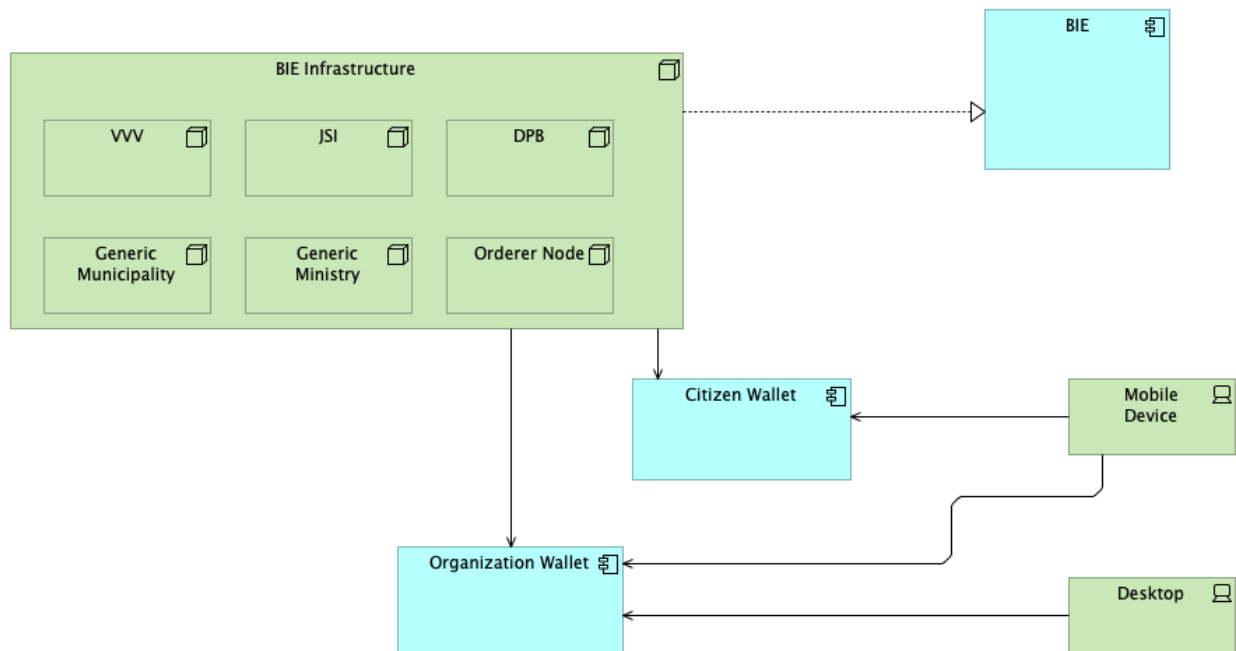 BIE
BIE Infrastructure
VVV
JSI
DPB
Generic
Municipality
Generic
Ministry
Orderer Node
Citizen Wallet
Mobile
Device
Organization Wallet
Desktop